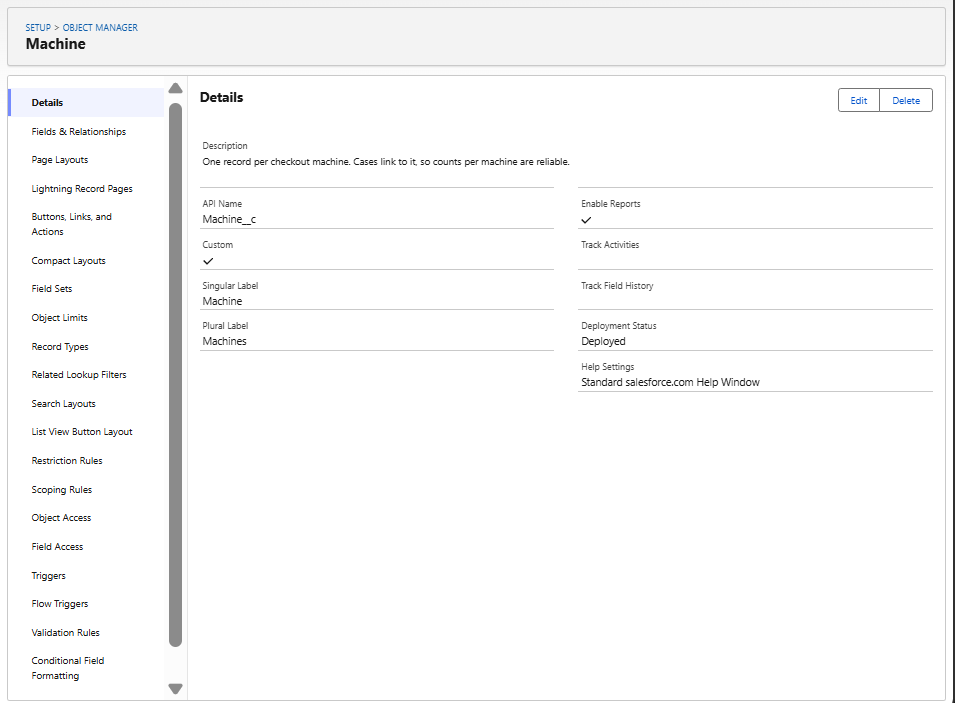 SETUP > OBJECT MANAGER
Machine
Details
Fields & Relationships
Page Layouts
Lightning Record Pages
Buttons, Links, and
Actions
Compact Layouts
Field Sets
Object Limits
Record Types
Related Lookup Filters
Search Layouts
List View Button Layout
Restriction Rules
Scoping Rules
Object Access
Field Access
Triggers
Flow Triggers
Validation Rules
Conditional Field
Formatting
Details
Edit
Delete
Description
One record per checkout machine. Cases link to it, so counts per machine are reliable.
API Name
Machine__c
Custom
Singular Label
Machine
Plural Label
Machines
Enable Reports
Track Activities
Track Field History
Deployment Status
Deployed
Help Settings
Standard salesforce.com Help Window